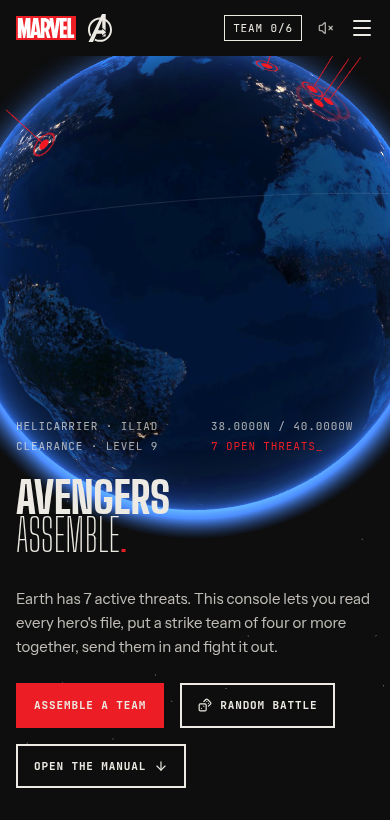 MARVEL
TEAM 0/6
HELICARRIER · ILIAD
38.0000N / 40.0000W
CLEARANCE · LEVEL 9
7 OPEN THREATS_
AVENGERS
ASSEMBLE.
Earth has 7 active threats. This console lets you read
every hero's file, put a strike team of four or more
together, send them in and fight it out.
ASSEMBLE A TEAM
RANDOM BATTLE
OPEN THE MANUAL ↓